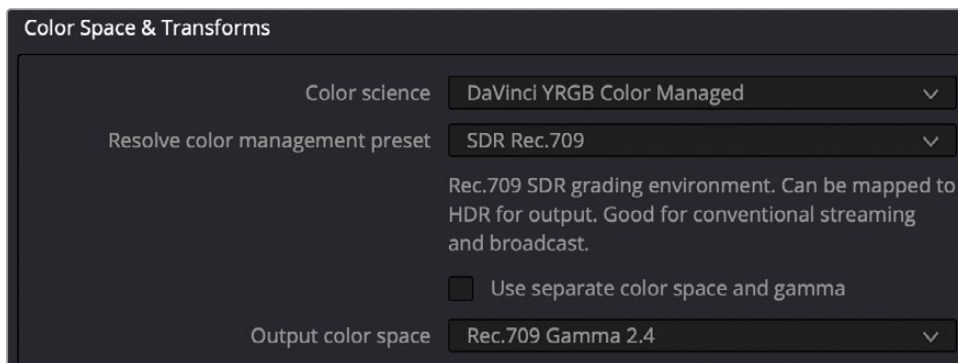 Color Space & Transforms
Color science DaVinci YRGB Color Managed
Resolve color management preset SDR Rec.709
Rec.709 SDR grading environment. Can be mapped to
HDR for output. Good for conventional streaming
and broadcast.
Use separate color space and gamma
Output color space Rec.709 Gamma 2.4